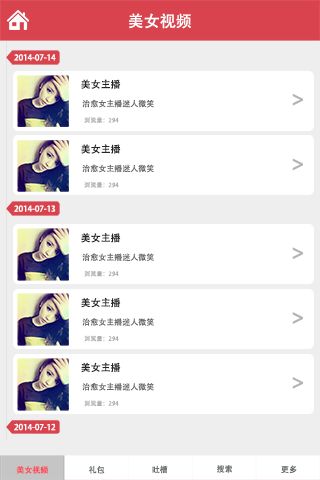 美女视频
2014-07-14
美女主播
治愈女主播迷人微笑
浏览量：294
美女主播
治愈女主播迷人微笑
浏览量：294
2014-07-13
美女主播
治愈女主播迷人微笑
浏览量：294
美女主播
治愈女主播迷人微笑
浏览量：294
美女主播
治愈女主播迷人微笑
浏览量：294
2014-07-12
美女视频 礼包 吐槽 搜索 更多